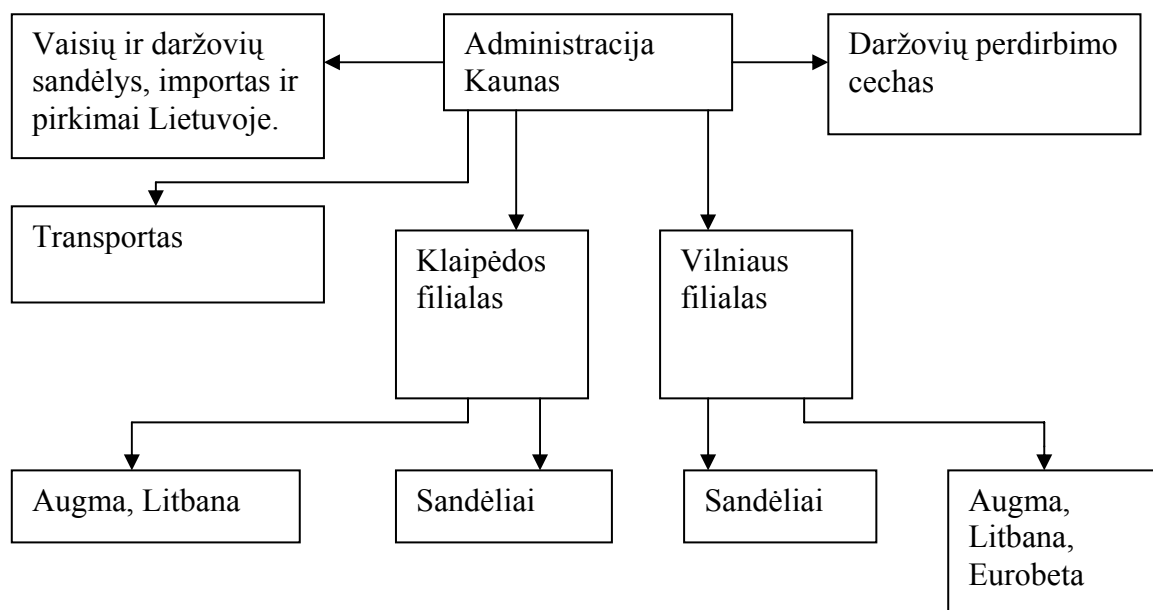 Vaisių ir daržovių
sandėlys, importas ir
pirkimai Lietuvoje.
Administracija
Kaunas
Daržovių perdirbimo
cechas
Transportas
Klaipėdos
filialas
Vilniaus
filialas
Augma, Litbana
Sandėliai
Sandėliai
Augma,
Litbana,
Eurobeta